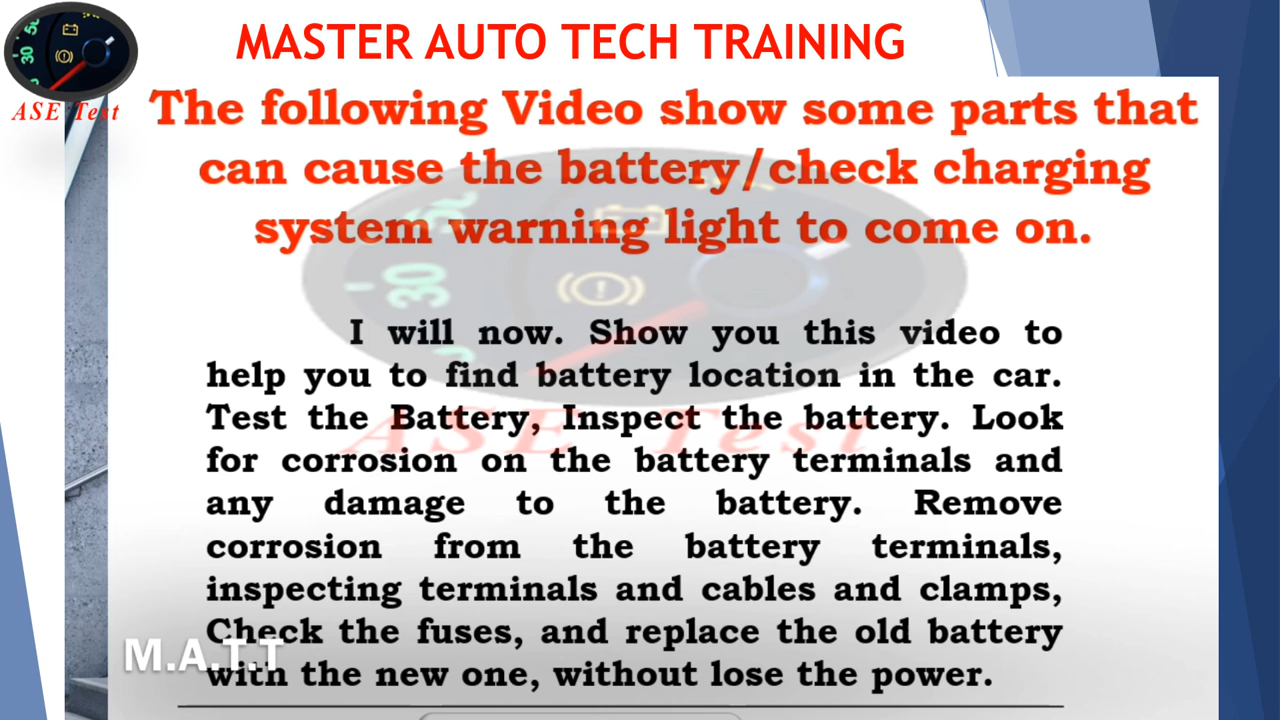 MASTER AUTO TECH TRAINING
ASE Test
The following Video show some parts that
can cause the battery/check charging
system warning light to come on.
30
ASE Test
I will now. Show you this video to
help you to find battery location in the car.
Test the Battery, Inspect the battery. Look
for corrosion on the battery terminals and
any damage to the battery. Remove
corrosion from the battery terminals,
inspecting terminals and cables and clamps,
Check the fuses, and replace the old battery
with the new one, without lose the power.
M.A.T.T